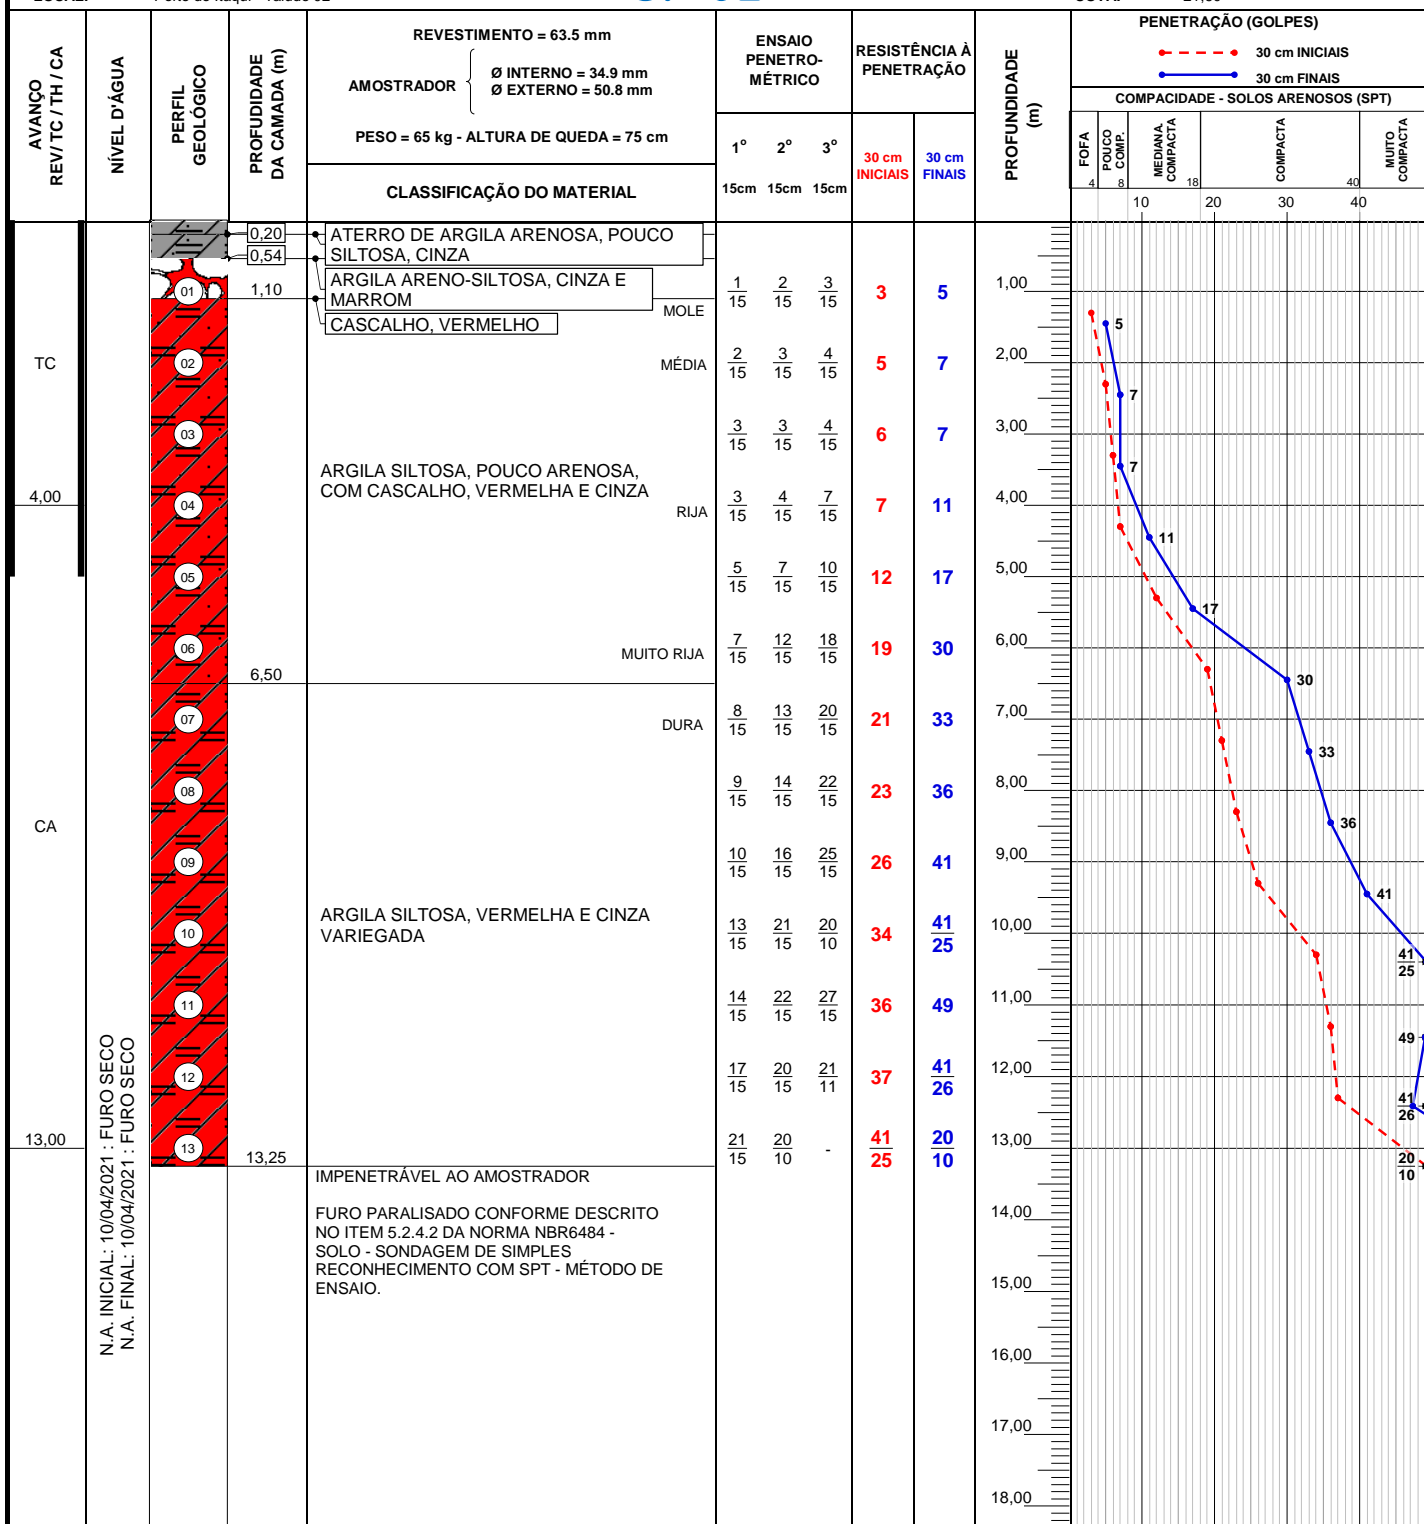 AVANÇO
REV/ TC / TH / CA
NÍVEL D'ÁGUA
PERFIL
GEOLÓGICO
PROFUDIDADE
DA CAMADA (m)
REVESTIMENTO = 63.5 mm
AMOSTRADOR
Ø INTERNO = 34.9 mm
Ø EXTERNO = 50.8 mm
PESO = 65 kg - ALTURA DE QUEDA = 75 cm
CLASSIFICAÇÃO DO MATERIAL
ENSAIO
PENETRO-
MÉTRICO
1° 2° 3°
15cm 15cm 15cm
RESISTÊNCIA À
PENETRAÇÃO
30 cm
INICIAIS
30 cm
FINAIS
PROFUNDIDADE
(m)
PENETRAÇÃO (GOLPES)
30 cm INICIAIS
30 cm FINAIS
COMPACIDADE - SOLOS ARENOSOS (SPT)
FOFA
4
POUCO
COMP.
8
MEDIANA.
COMPACTA
18
COMPACTA
40
MUITO
COMPACTA
10 20 30 40
TC
4,00
CA
13,00
N.A. INICIAL: 10/04/2021 : FURO SECO
N.A. FINAL: 10/04/2021 : FURO SECO
01
02
03
04
05
06
07
08
09
10
11
12
13
0,20
0,54
1,10
6,50
13,25
ATERRO DE ARGILA ARENOSA, POUCO
SILTOSA, CINZA
ARGILA ARENO-SILTOSA, CINZA E
MARROM
CASCALHO, VERMELHO
MOLE
MÉDIA
ARGILA SILTOSA, POUCO ARENOSA,
COM CASCALHO, VERMELHA E CINZA
RIJA
MUITO RIJA
DURA
ARGILA SILTOSA, VERMELHA E CINZA
VARIEGADA
IMPENETRÁVEL AO AMOSTRADOR
FURO PARALISADO CONFORME DESCRITO
NO ITEM 5.2.4.2 DA NORMA NBR6484 -
SOLO - SONDAGEM DE SIMPLES
RECONHECIMENTO COM SPT - MÉTODO DE
ENSAIO.
1/15 2/15 3/15 3 5
2/15 3/15 4/15 5 7
3/15 3/15 4/15 6 7
3/15 4/15 7/15 7 11
5/15 7/15 10/15 12 17
7/15 12/15 18/15 19 30
8/15 13/15 20/15 21 33
9/15 14/15 22/15 23 36
10/15 16/15 25/15 26 41
13/15 21/15 20/10 34 41/25
14/15 22/15 27/15 36 49
17/15 20/15 21/11 37 41/26
21/15 20/10 - 41/25 20/10
1,00
2,00
3,00
4,00
5,00
6,00
7,00
8,00
9,00
10,00
11,00
12,00
13,00
14,00
15,00
16,00
17,00
18,00
5
7
7
11
17
30
33
36
41
41/25
49
41/26
20/10